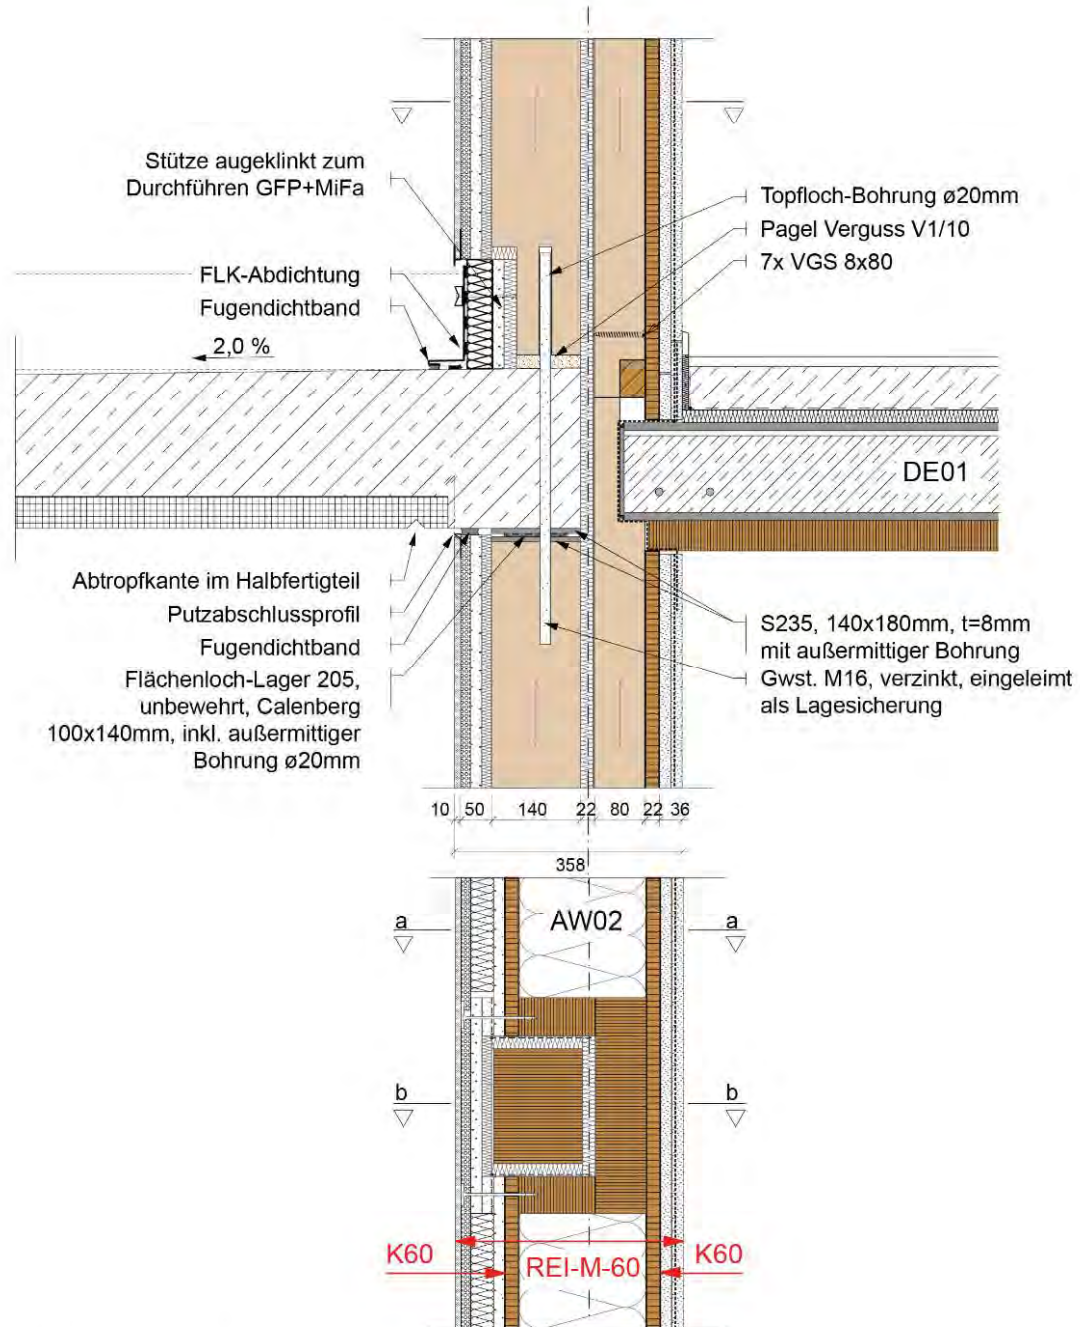 Stütze augeklinkt zum
Durchführen GFP+MiFa
Topfloch-Bohrung ø20mm
Pagel Verguss V1/10
7x VGS 8x80
FLK-Abdichtung
Fugendichtband
2,0 %
DE01
Abtropfkante im Halbfertigteil
Putzabschlussprofil
Fugendichtband
Flächenloch-Lager 205,
unbewehrt, Calenberg
100x140mm, inkl. außermittiger
Bohrung ø20mm
S235, 140x180mm, t=8mm
mit außermittiger Bohrung
Gwst. M16, verzinkt, eingeleimt
als Lagesicherung
10 50 140 22 80 22 36
358
AW02
a a
b b
K60 REI-M-60 K60